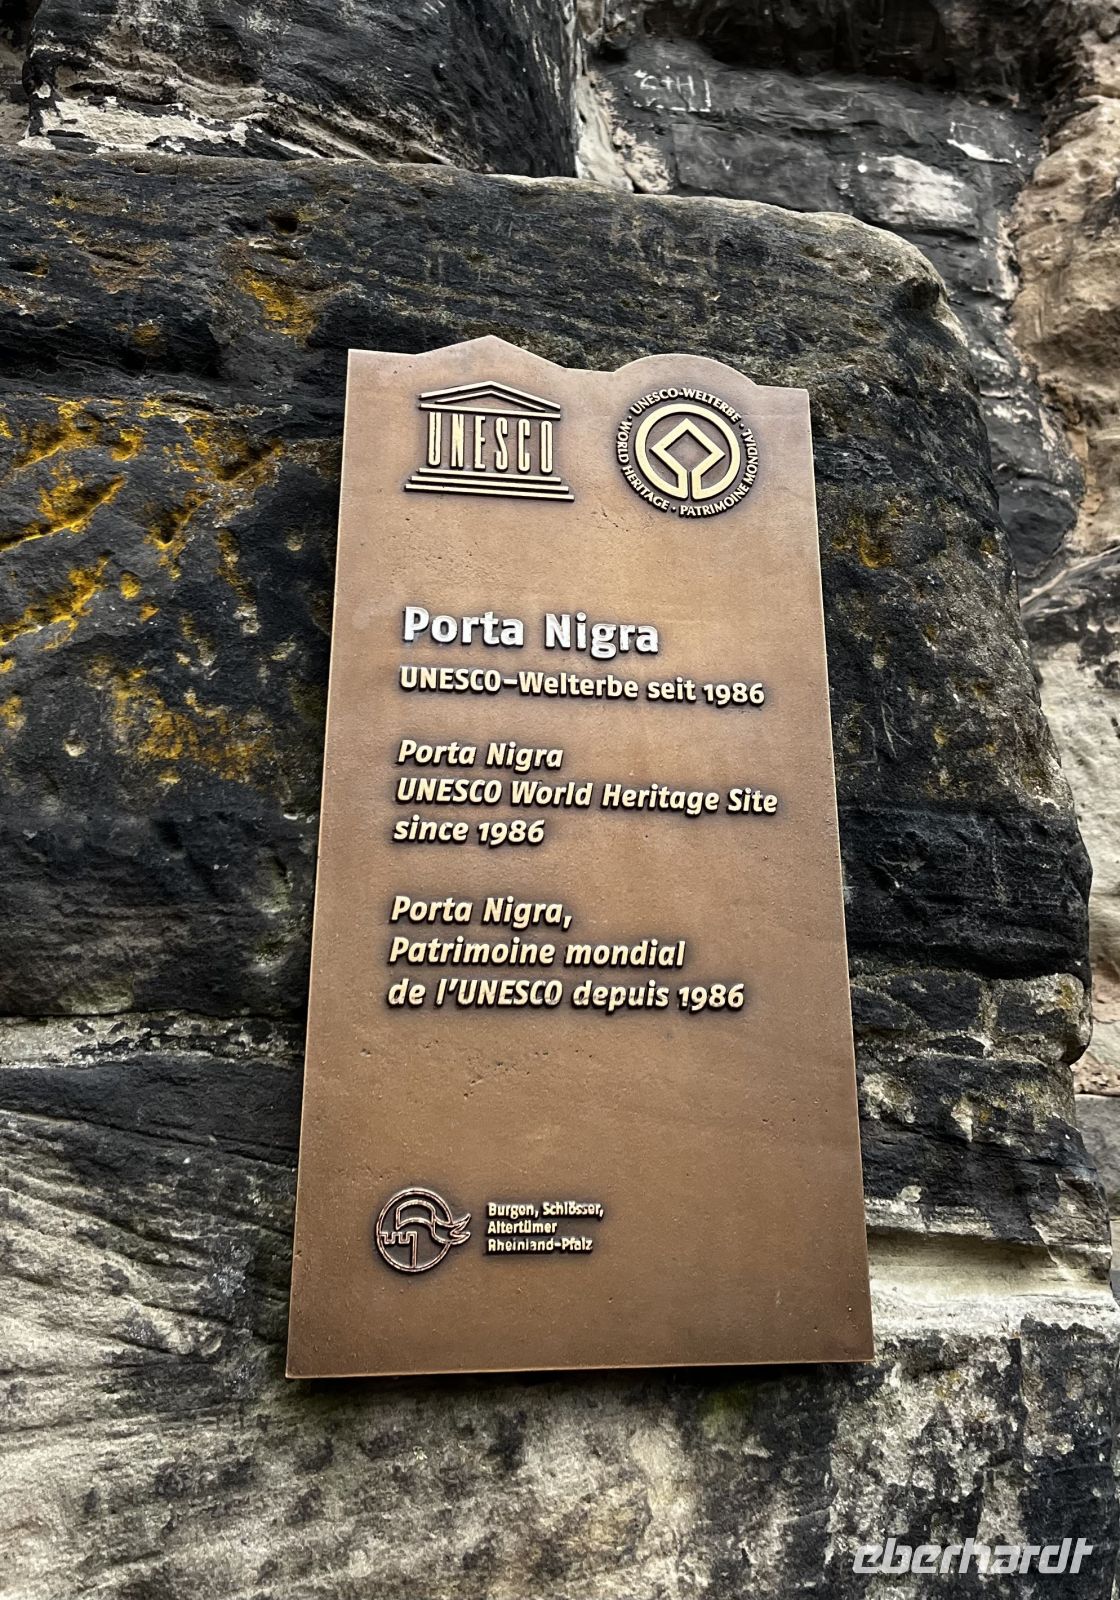 C+H
UNESCO
UNESCO-WELTERBE · WORLD HERITAGE · PATRIMOINE MONDIAL ·
Porta Nigra
UNESCO-Welterbe seit 1986
Porta Nigra
UNESCO World Heritage Site
since 1986
Porta Nigra,
Patrimoine mondial
de l'UNESCO depuis 1986
Burgen, Schlösser,
Altertümer
Rheinland-Pfalz
eberhardt